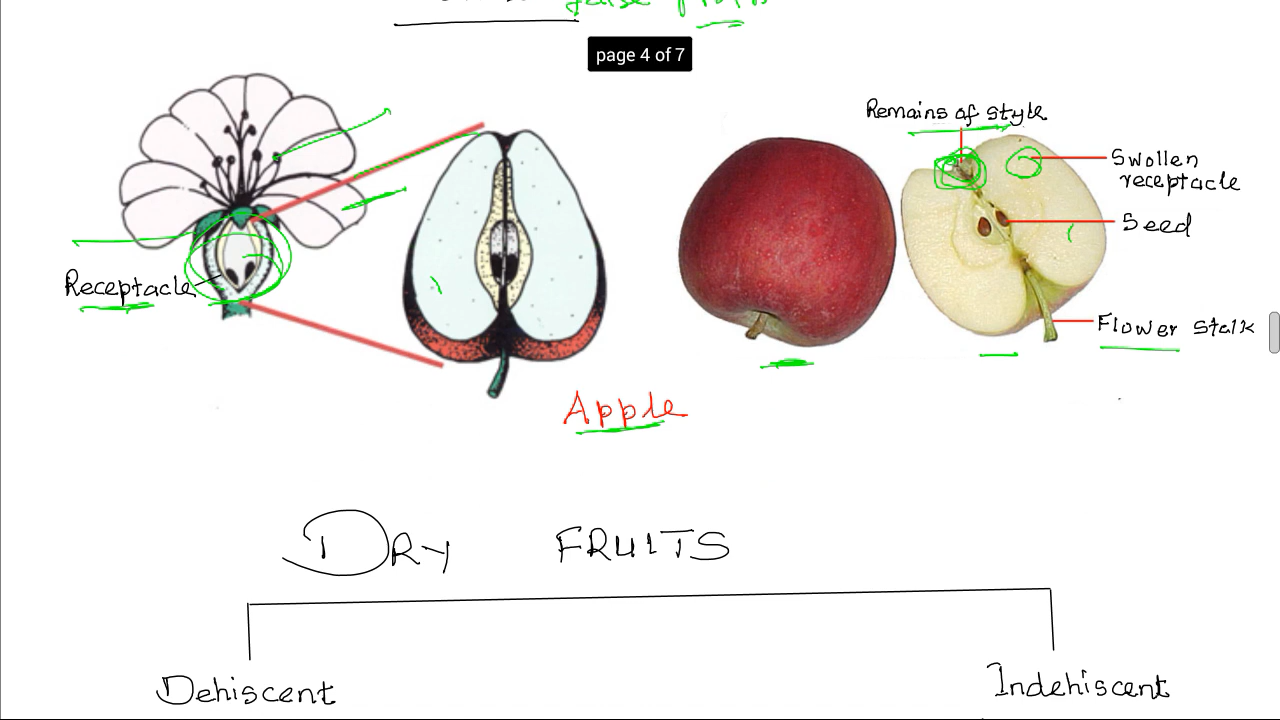 page 4 of 7
Remains of style
Swollen
receptacle
Seed
Receptacle
Flower stalk
Apple
DRY FRUITS
Dehiscent
Indehiscent